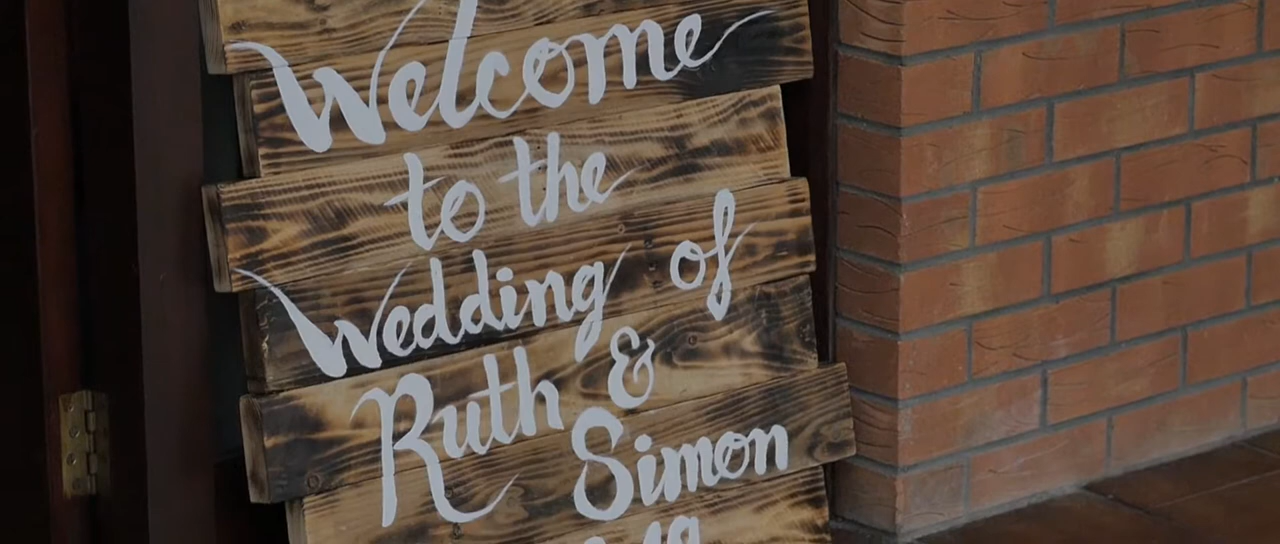 Welcome
to the
Wedding of
Ruth &
Simon